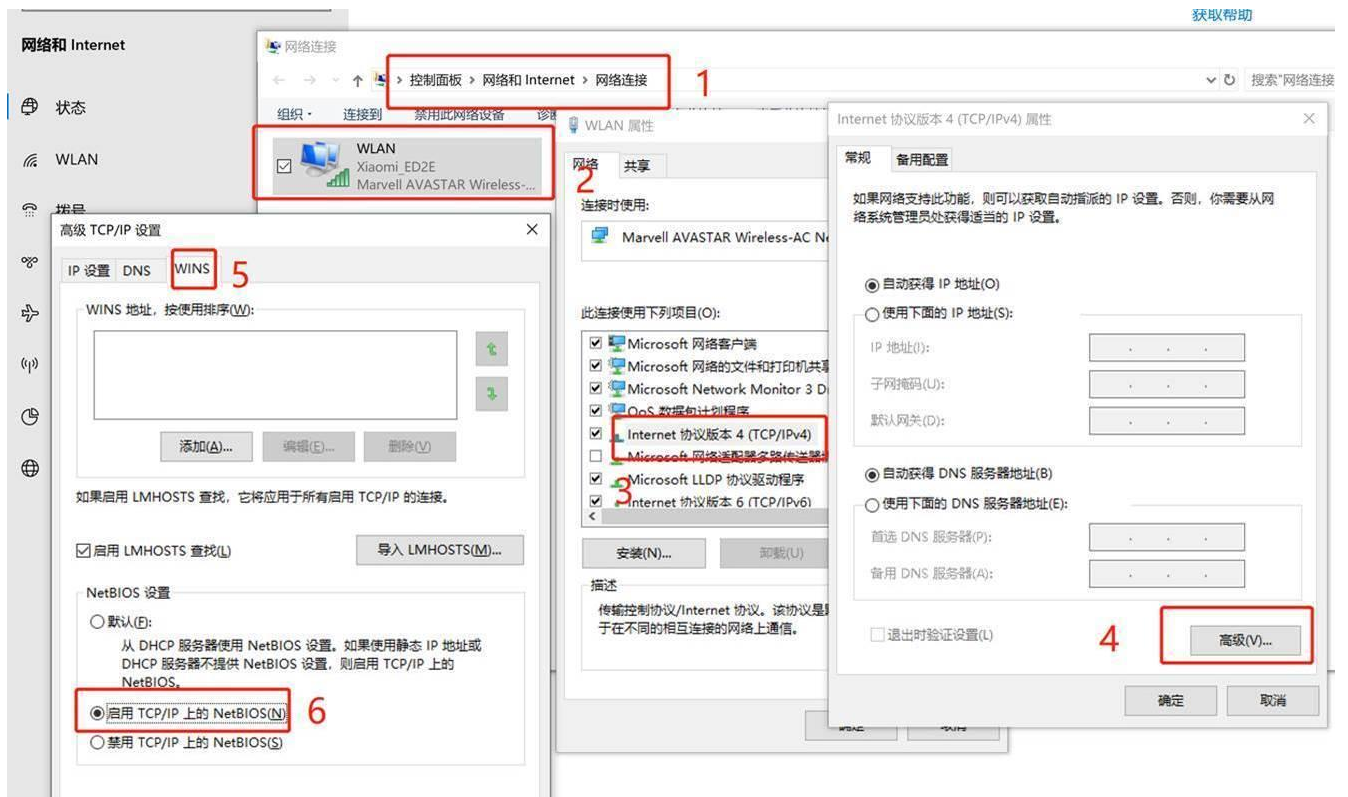 获取帮助
网络和 Internet
状态
WLAN
拨号
网络连接
控制面板 > 网络和 Internet > 网络连接
1
搜索"网络连接
组织
连接到
禁用此网络设备
WLAN
Xiaomi_ED2E
Marvell AVASTAR Wireless-...
WLAN 属性
网络
共享
2
连接时使用:
Marvell AVASTAR Wireless-AC Ne
此连接使用下列项目(O):
Microsoft 网络客户端
Microsoft 网络的文件和打印机共享
Microsoft Network Monitor 3 D
QoS 数据包计划程序
Internet 协议版本 4 (TCP/IPv4)
Microsoft 网络适配器多路传送器
Microsoft LLDP 协议驱动程序
Internet 协议版本 6 (TCP/IPv6)
3
安装(N)...
卸载(U)
描述
传输控制协议/Internet 协议。该协议是
于在不同的相互连接的网络上通信。
确定
取消
Internet 协议版本 4 (TCP/IPv4) 属性
常规
备用配置
如果网络支持此功能，则可以获取自动指派的 IP 设置。否则，你需要从网
络系统管理员处获得适当的 IP 设置。
自动获得 IP 地址(O)
使用下面的 IP 地址(S):
IP 地址(I):
子网掩码(U):
默认网关(D):
自动获得 DNS 服务器地址(B)
使用下面的 DNS 服务器地址(E):
首选 DNS 服务器(P):
备用 DNS 服务器(A):
退出时验证设置(L)
4
高级(V)...
确定
取消
高级 TCP/IP 设置
IP 设置
DNS
WINS
5
WINS 地址，按使用排序(W):
添加(A)...
编辑(E)...
删除(V)
如果启用 LMHOSTS 查找，它将应用于所有启用 TCP/IP 的连接。
启用 LMHOSTS 查找(L)
导入 LMHOSTS(M)...
NetBIOS 设置
默认(F):
从 DHCP 服务器使用 NetBIOS 设置。如果使用静态 IP 地址或
DHCP 服务器不提供 NetBIOS 设置，则启用 TCP/IP 上的
NetBIOS。
启用 TCP/IP 上的 NetBIOS(N)
6
禁用 TCP/IP 上的 NetBIOS(S)